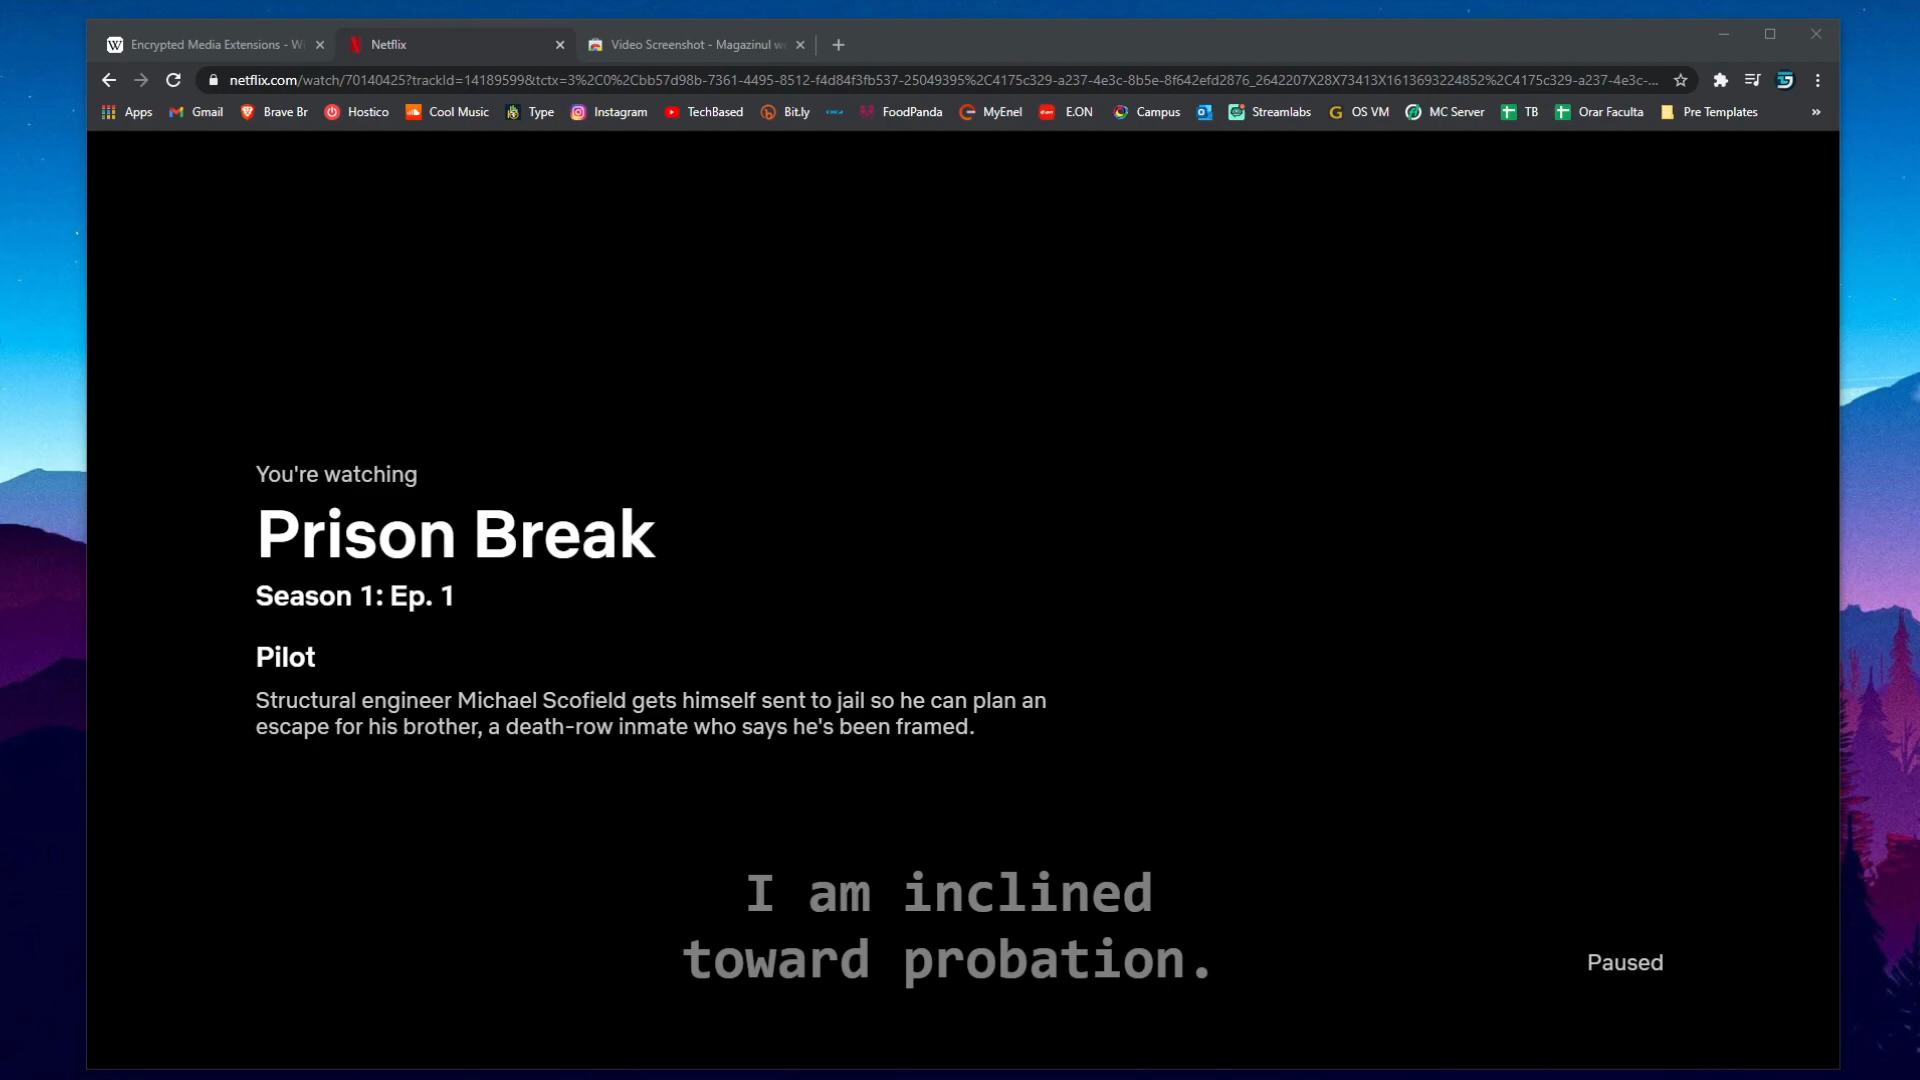 Encrypted Media Extensions - Wi
Netflix
Video Screenshot - Magazinul we
netflix.com/watch/70140425?trackId=14189599&tctx=3%2C0%2Cbb57d98b-7361-4495-8512-f4d84f3fb537-25049395%2C4175c329-a237-4e3c-8b5e-8f642efd2876_2642207X28X73413X1613693224852%2C4175c329-a237-4e3c-...
Apps Gmail Brave Br Hostico Cool Music Type Instagram TechBased Bit.ly FoodPanda MyEnel E.ON Campus Streamlabs OS VM MC Server TB Orar Faculta Pre Templates »
You're watching
Prison Break
Season 1: Ep. 1
Pilot
Structural engineer Michael Scofield gets himself sent to jail so he can plan an
escape for his brother, a death-row inmate who says he's been framed.
I am inclined
toward probation.
Paused